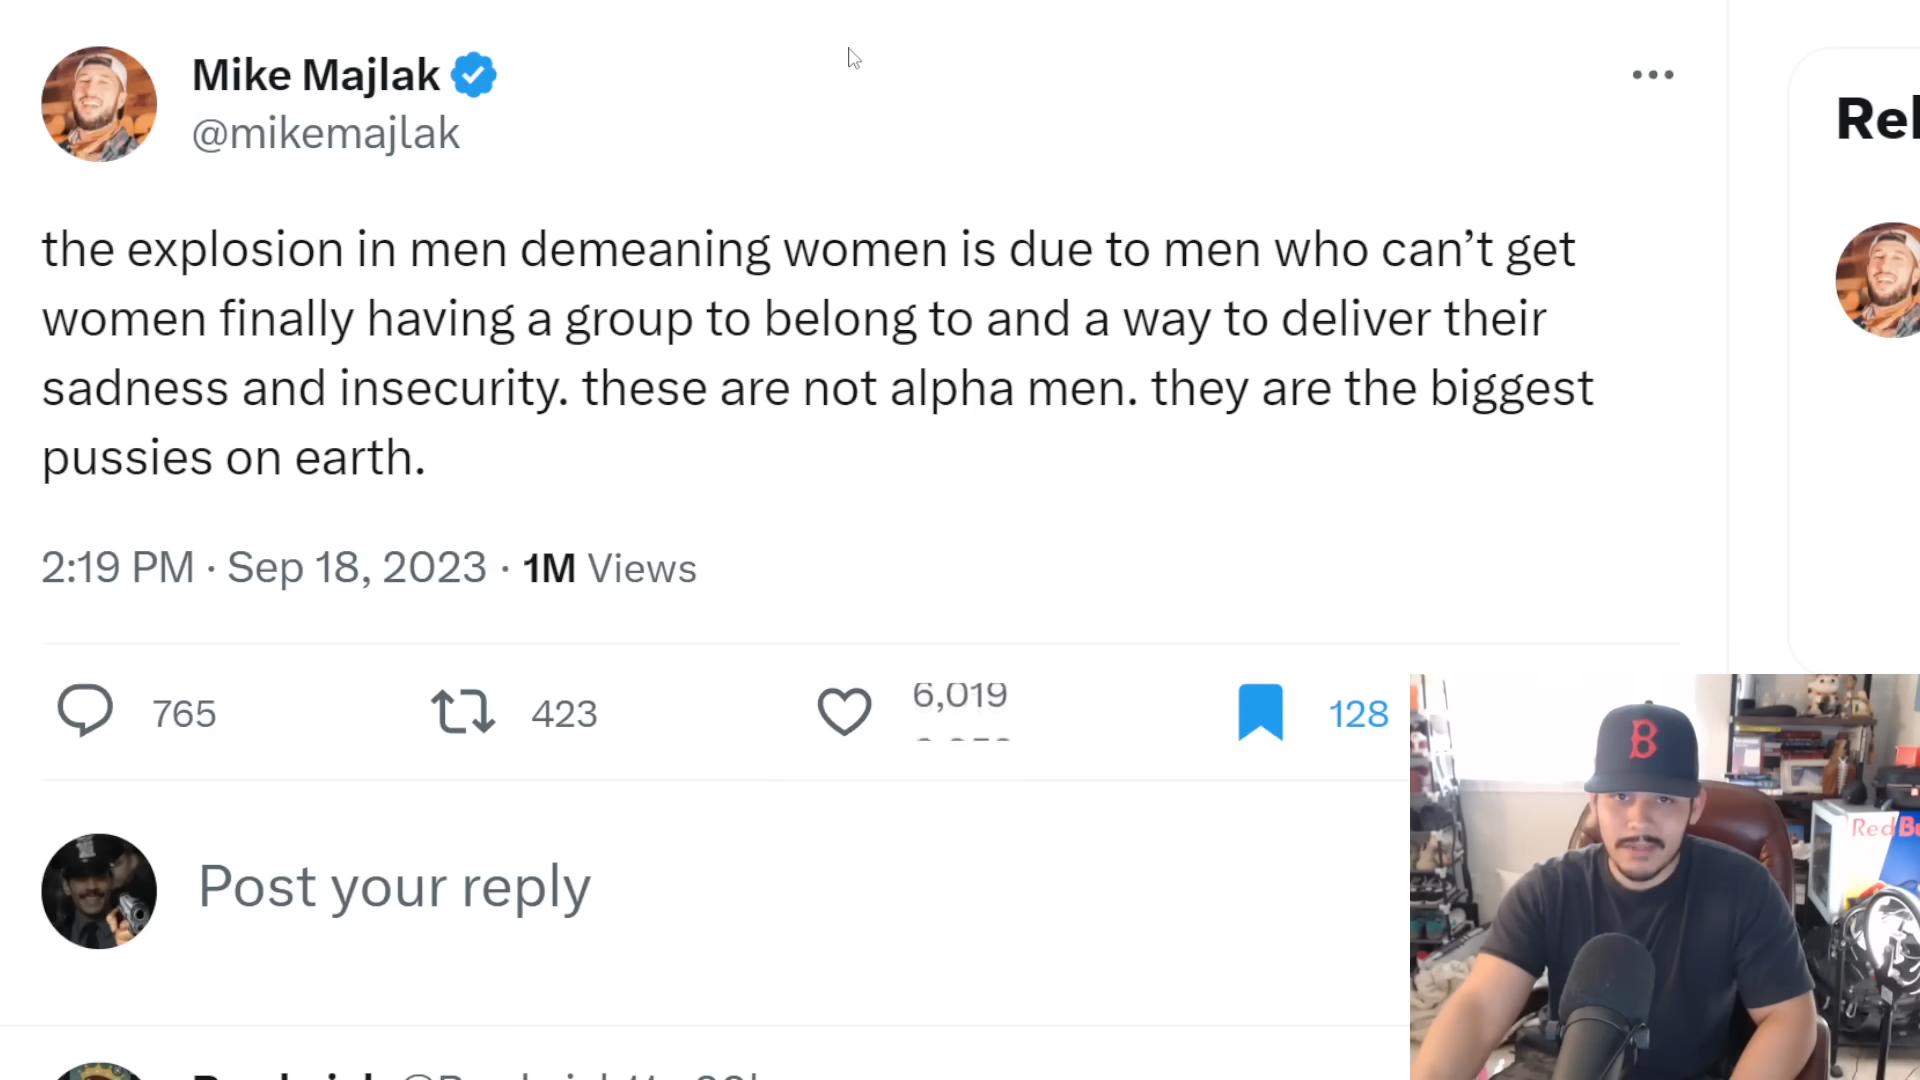 Mike Majlak
@mikemajlak
the explosion in men demeaning women is due to men who can’t get
women finally having a group to belong to and a way to deliver their
sadness and insecurity. these are not alpha men. they are the biggest
pussies on earth.
2:19 PM · Sep 18, 2023 · 1M Views
765 423 6,019 128
Post your reply
Rel
B
Red Bu